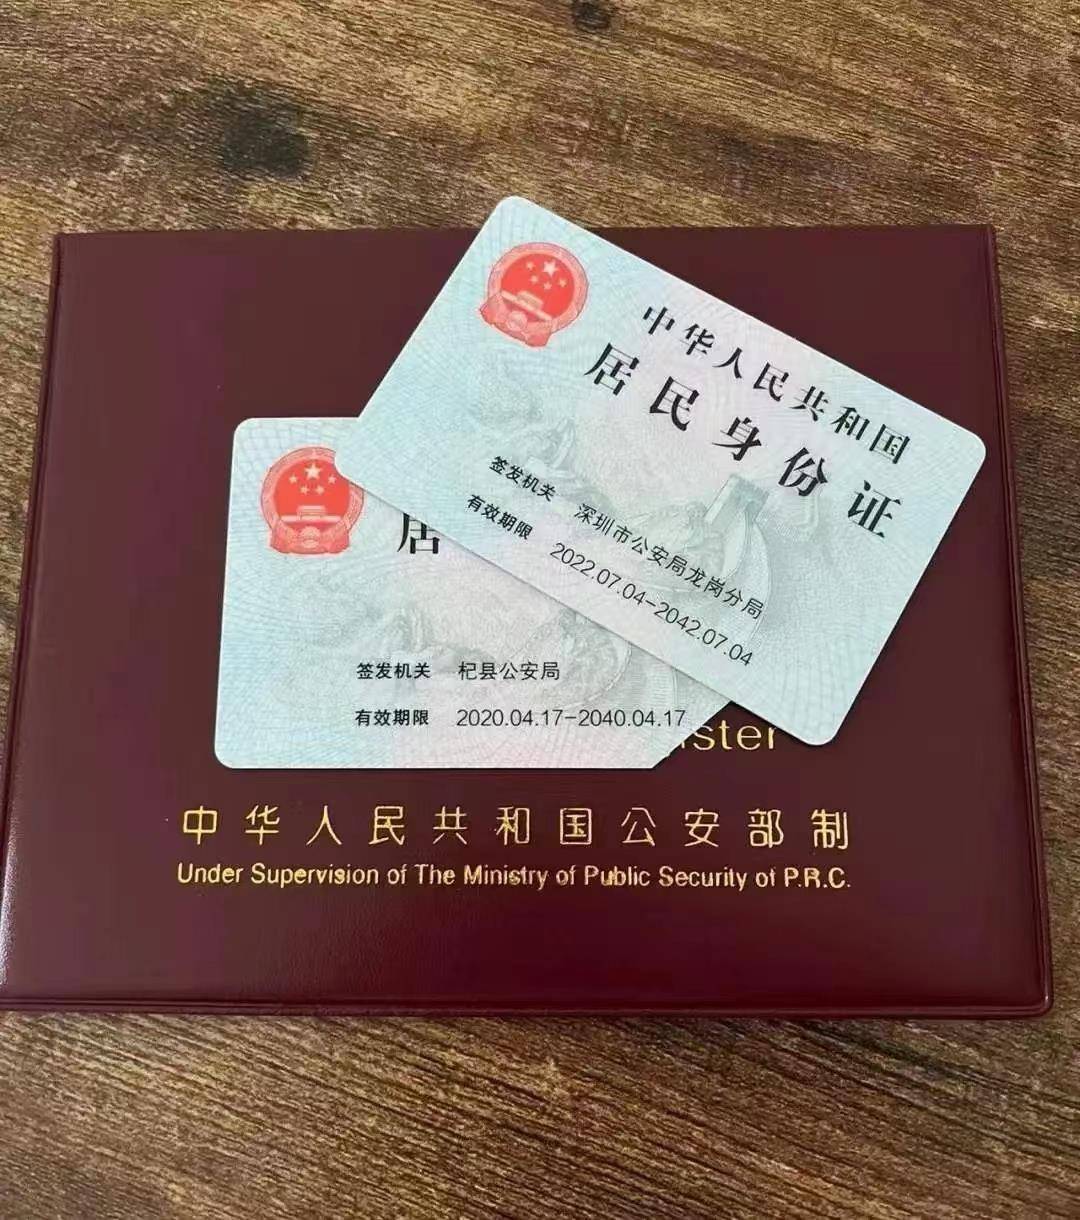 中华人民共和国
居民身份证
签发机关 深圳市公安局龙岗分局
有效期限 2022.07.04-2042.07.04
居
签发机关 杞县公安局
有效期限 2020.04.17-2040.04.17
ster
中华人民共和国公安部制
Under Supervision of The Ministry of Public Security of P.R.C.